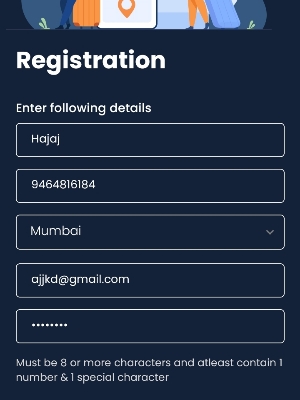 Registration
Enter following details
Hajaj
9464816184
Mumbai
ajjkd@gmail.com
••••••••
Must be 8 or more characters and atleast contain 1
number & 1 special character